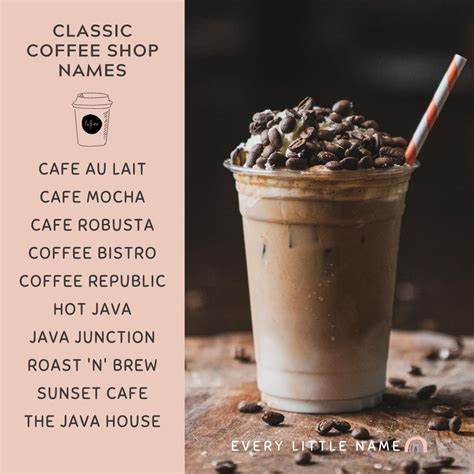 CLASSIC
COFFEE SHOP
NAMES
CAFE AU LAIT
CAFE MOCHA
CAFE ROBUSTA
COFFEE BISTRO
COFFEE REPUBLIC
HOT JAVA
JAVA JUNCTION
ROAST 'N' BREW
SUNSET CAFE
THE JAVA HOUSE
EVERY LITTLE NAME